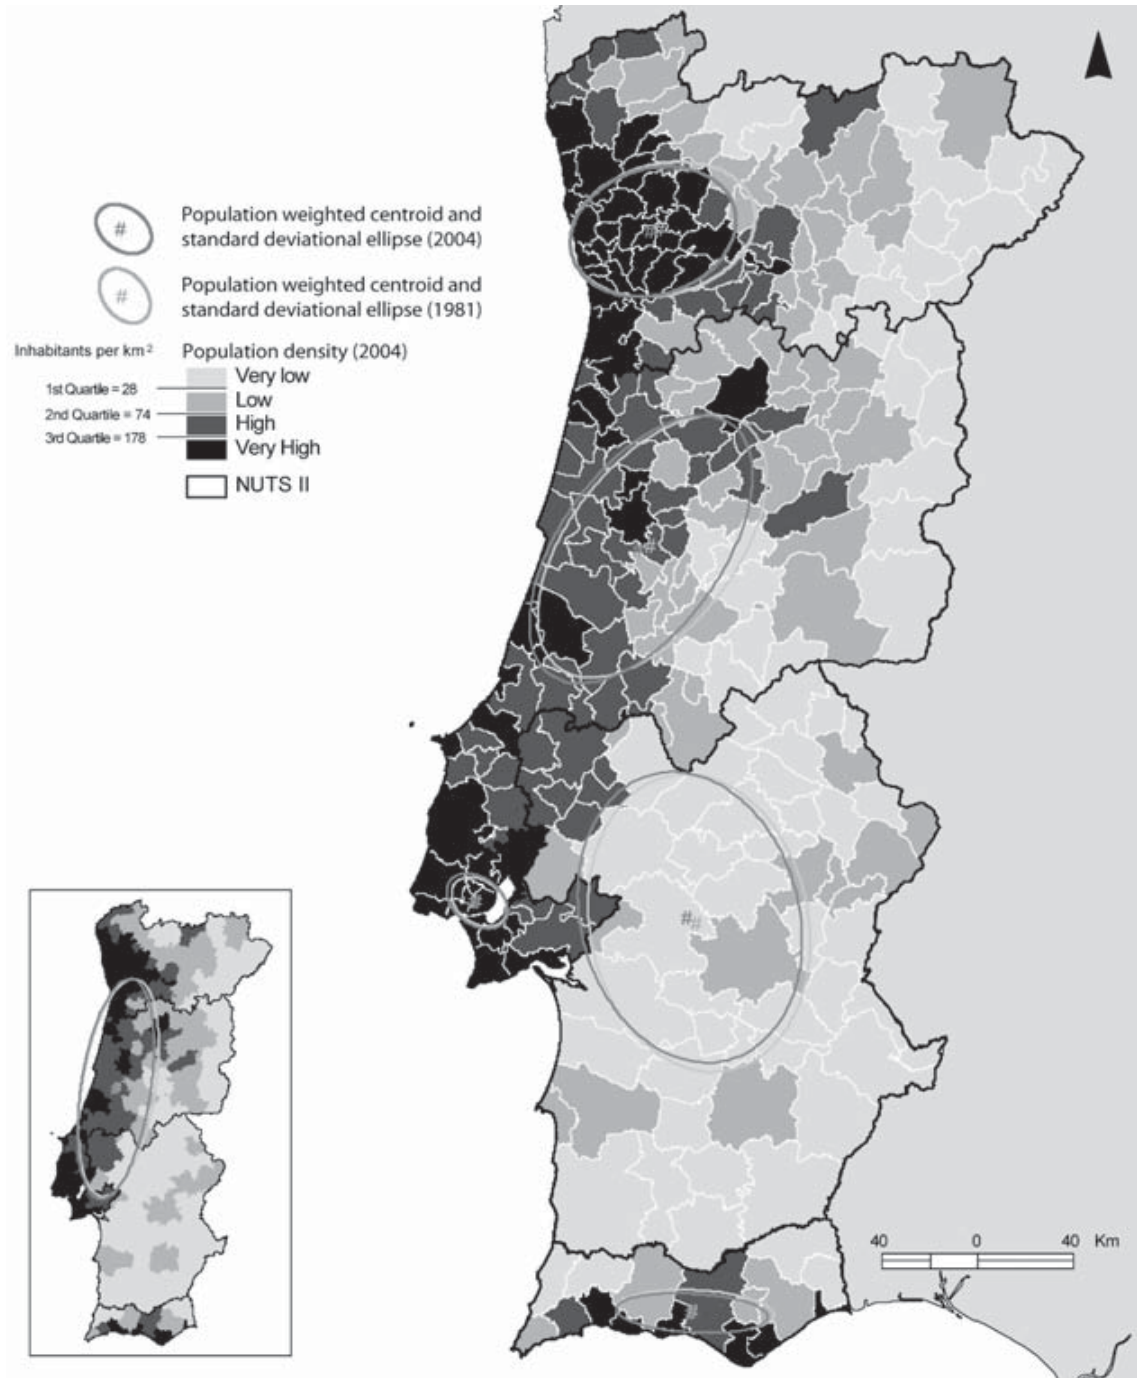 #
Population weighted centroid and
standard deviational ellipse (2004)
#
Population weighted centroid and
standard deviational ellipse (1981)
Inhabitants per km²
Population density (2004)
Very low
1st Quartile = 28
Low
2nd Quartile = 74
High
3rd Quartile = 178
Very High
NUTS II
##
##
##
#
#
40 0 40 Km